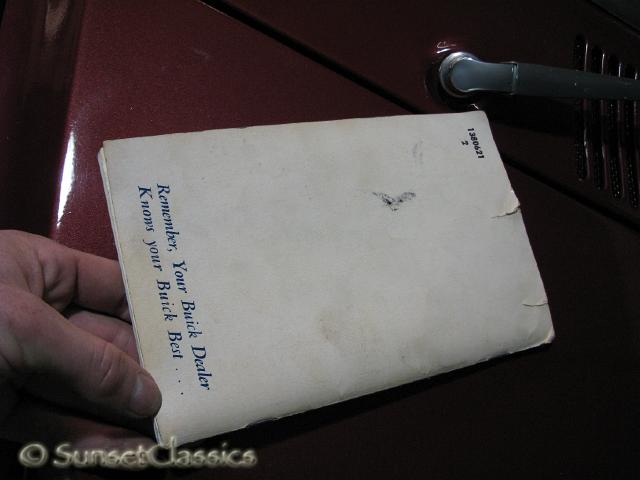 1380621
2
Remember, Your Buick Dealer
Knows your Buick Best . . .
© SunsetClassics